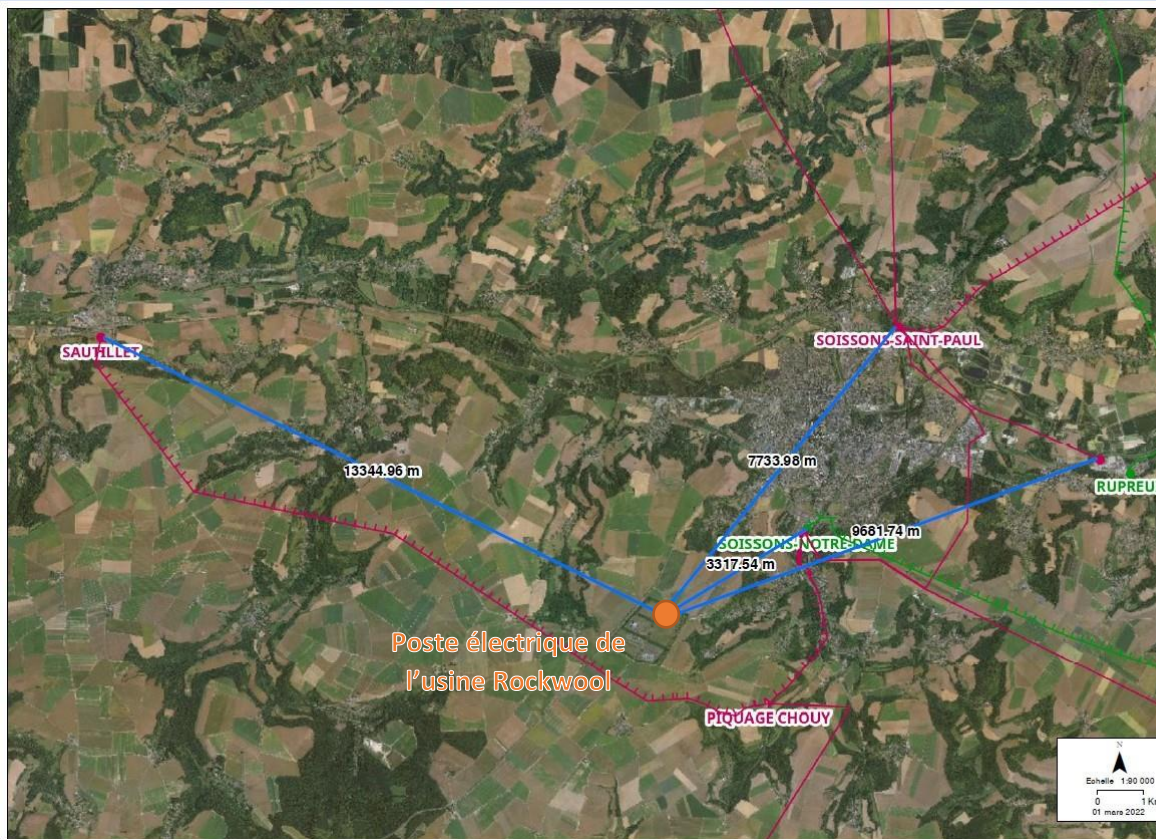 SAUTILLET
SOISSONS-SAINT-PAUL
13344.96 m
7733.98 m
RUPREU
9681.74 m
SOISSONS-NOTRE-DAME
3317.54 m
Poste électrique de
l'usine Rockwool
PIQUAGE CHOUY
N
Echelle 1:90 000
0 1 K
01 mars 2022